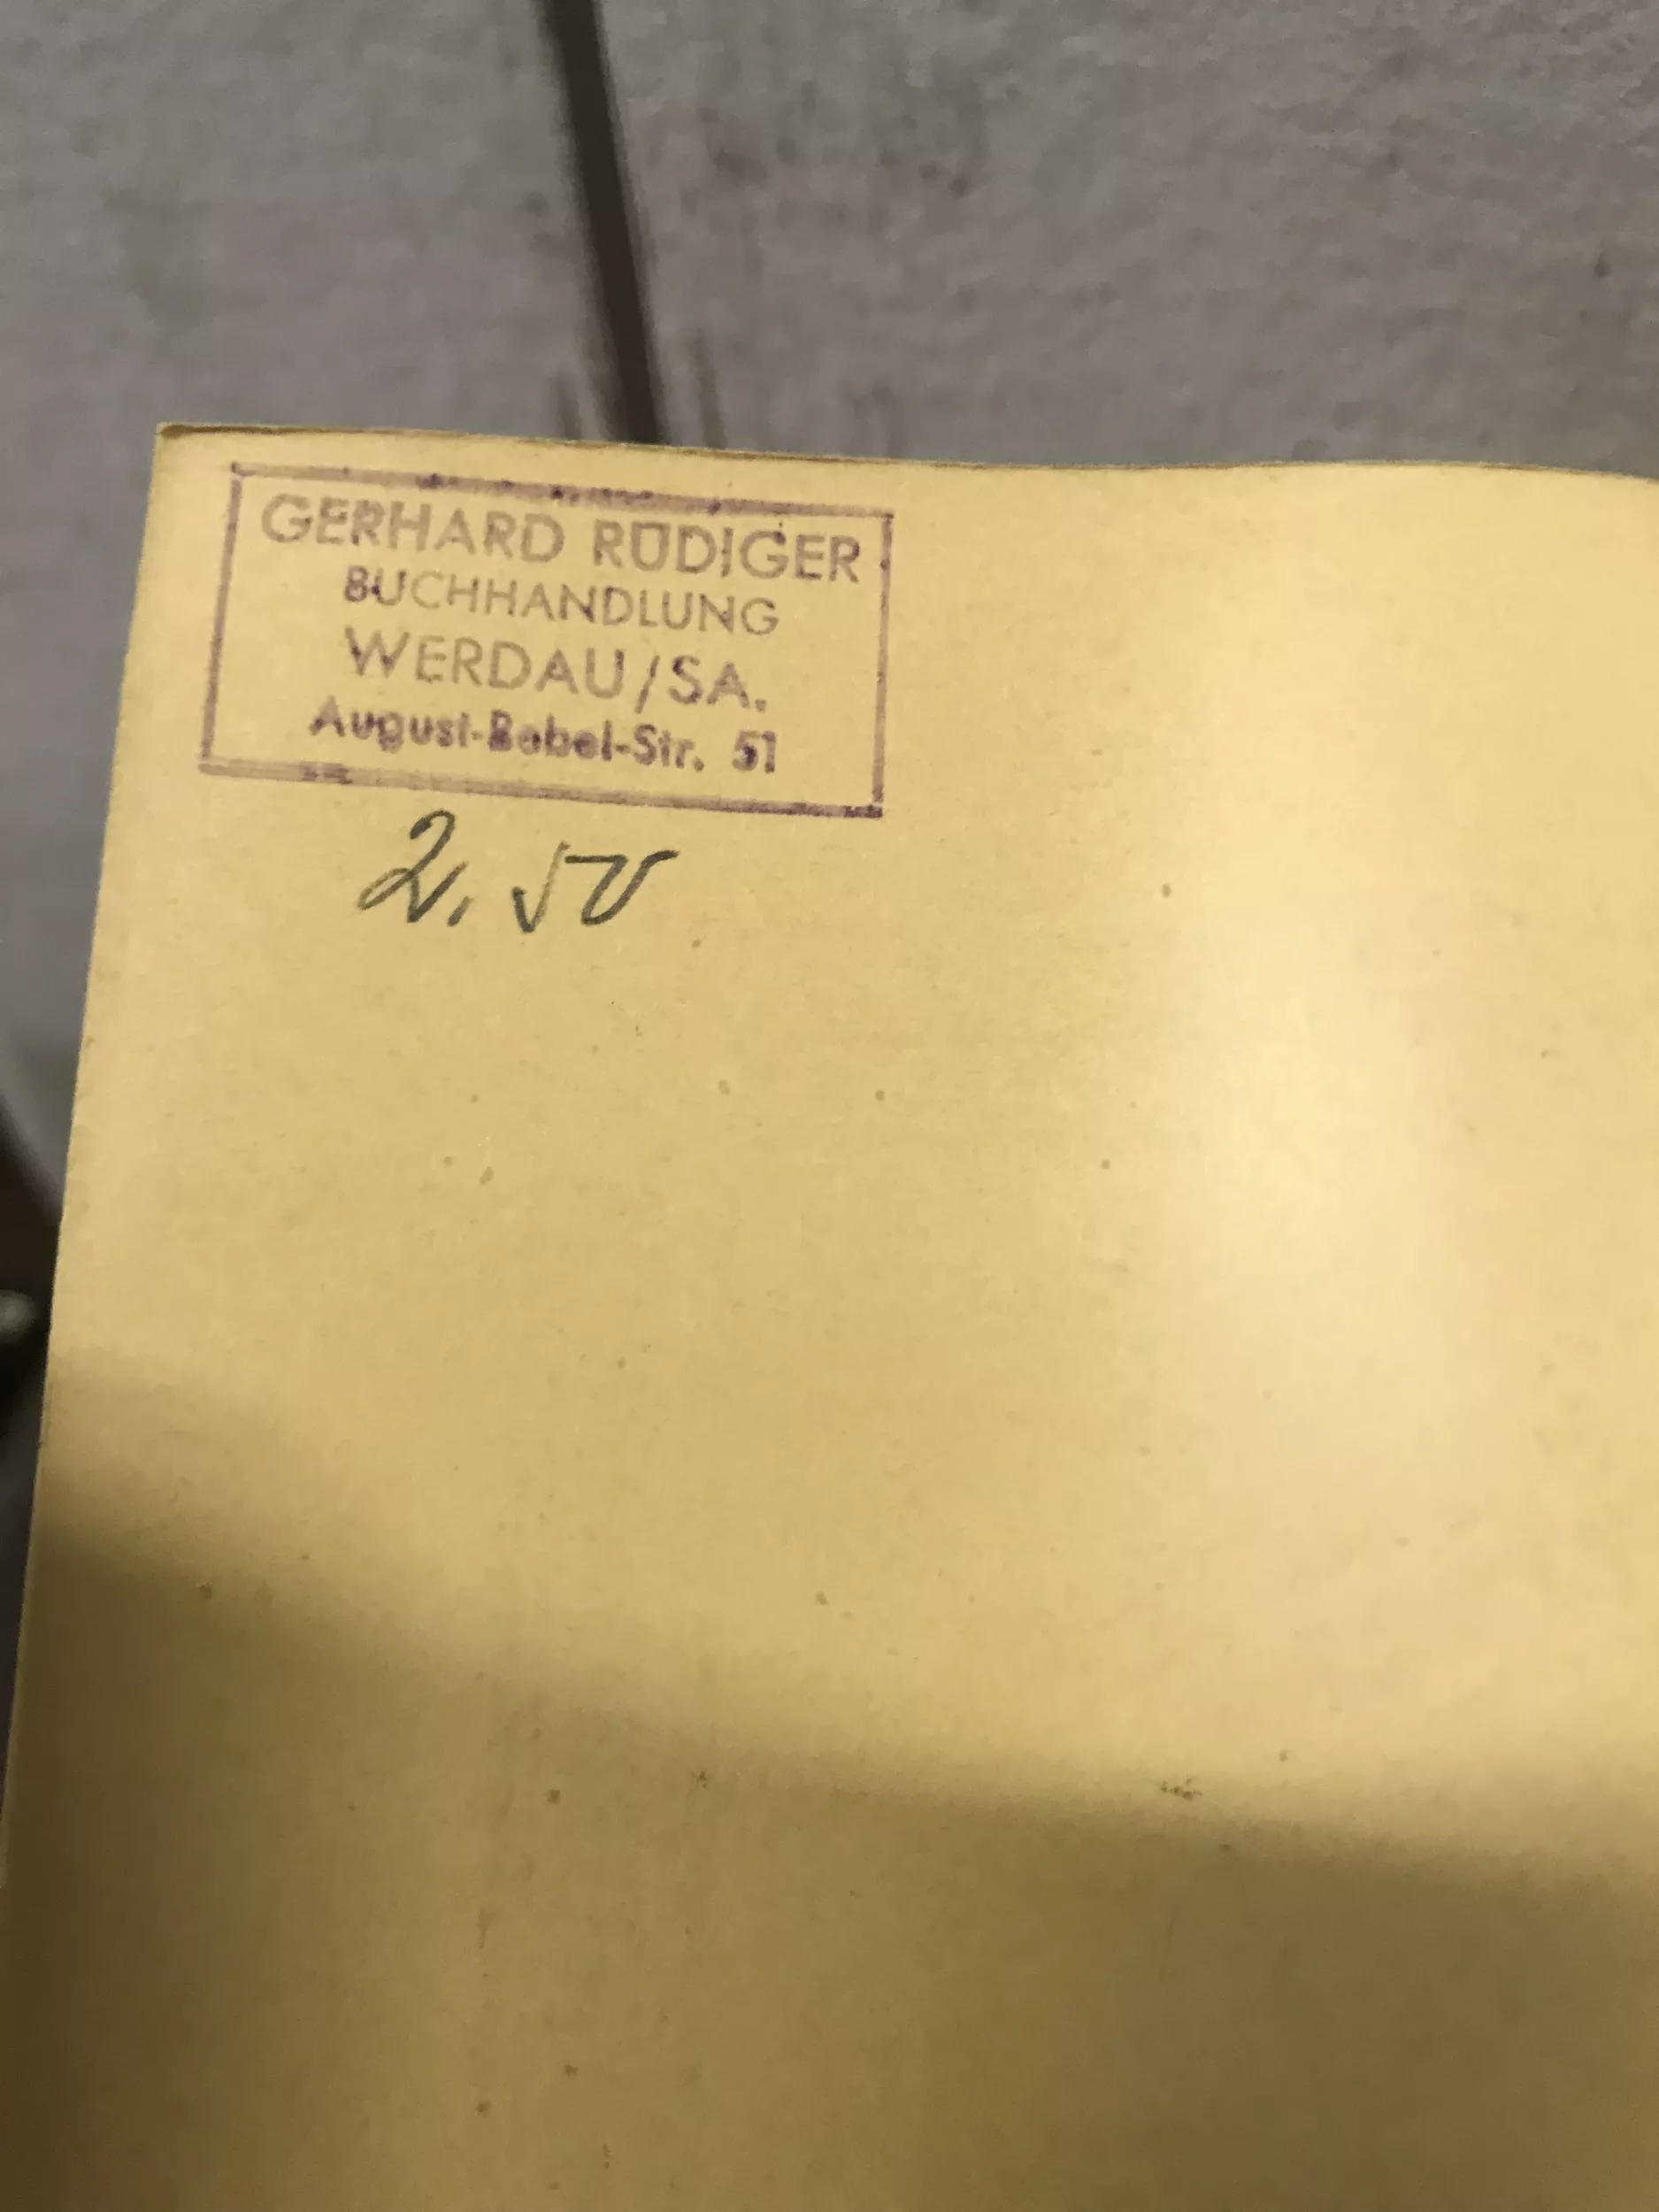 GERHARD RÜDIGER
BUCHHANDLUNG
WERDAU/SA.
August-Bebel-Str. 51
2.50